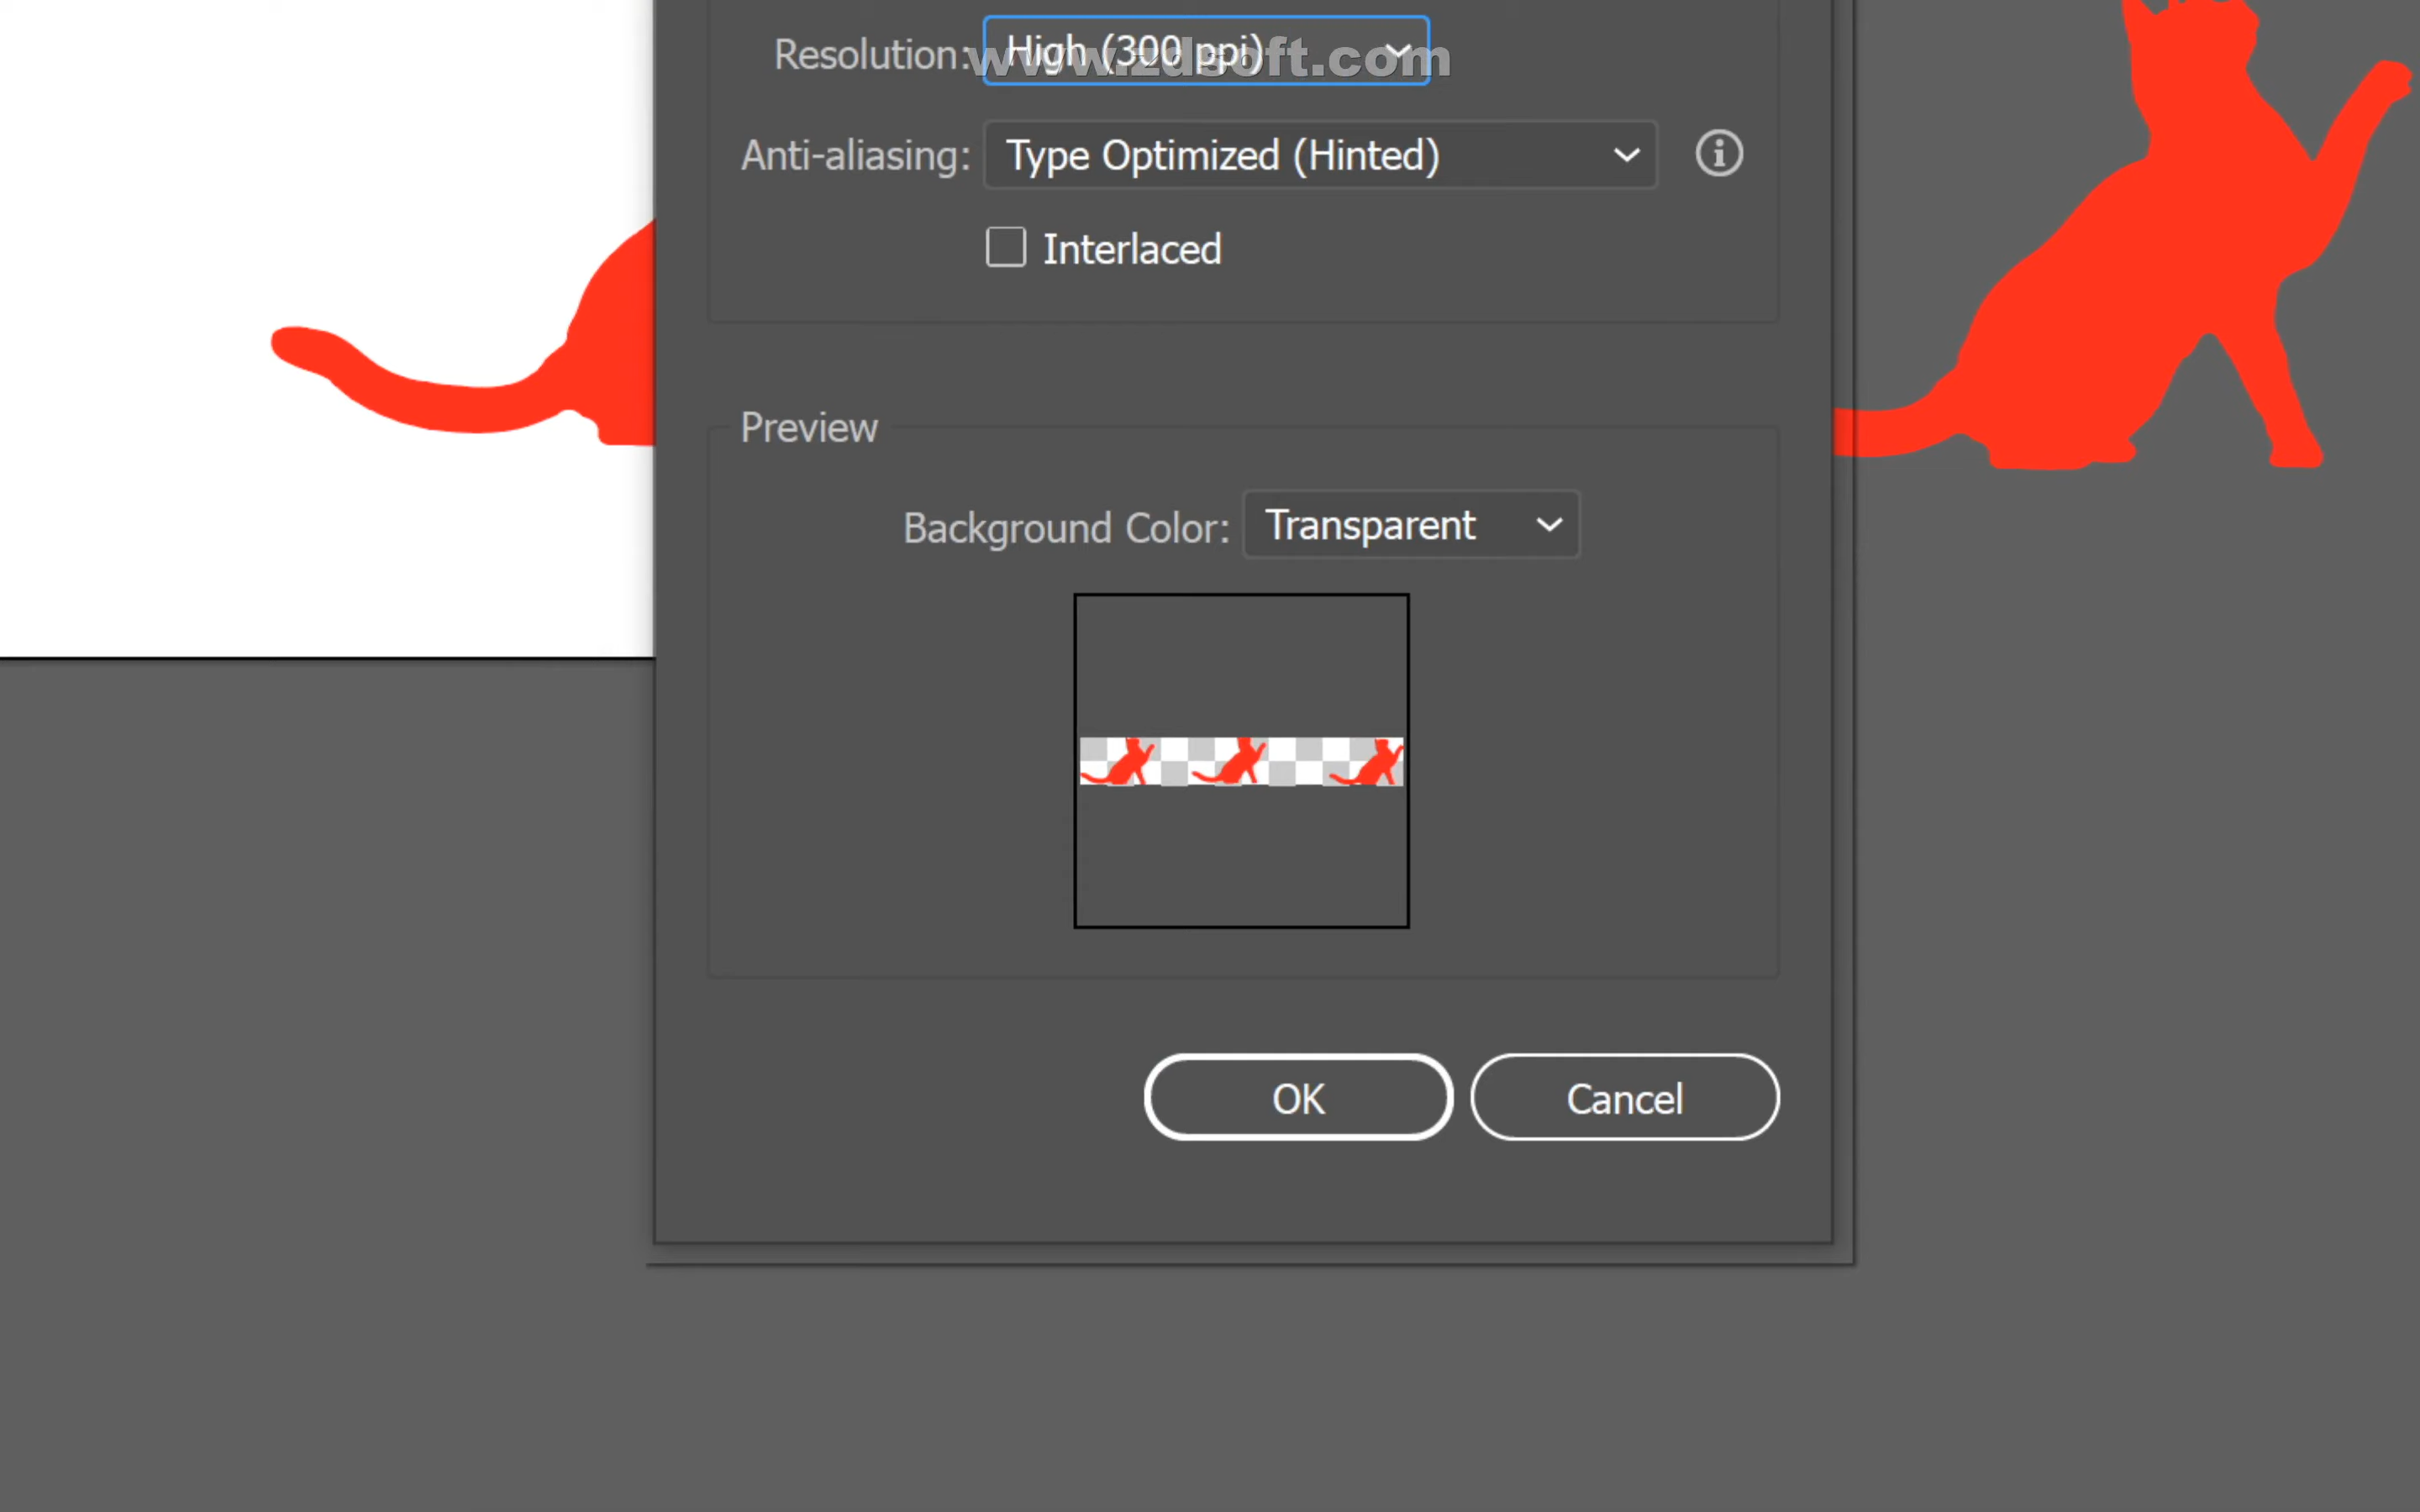 Resolution: High (300 ppi)
www.zdsoft.com
Anti-aliasing: Type Optimized (Hinted)
Interlaced
Preview
Background Color: Transparent
OK Cancel